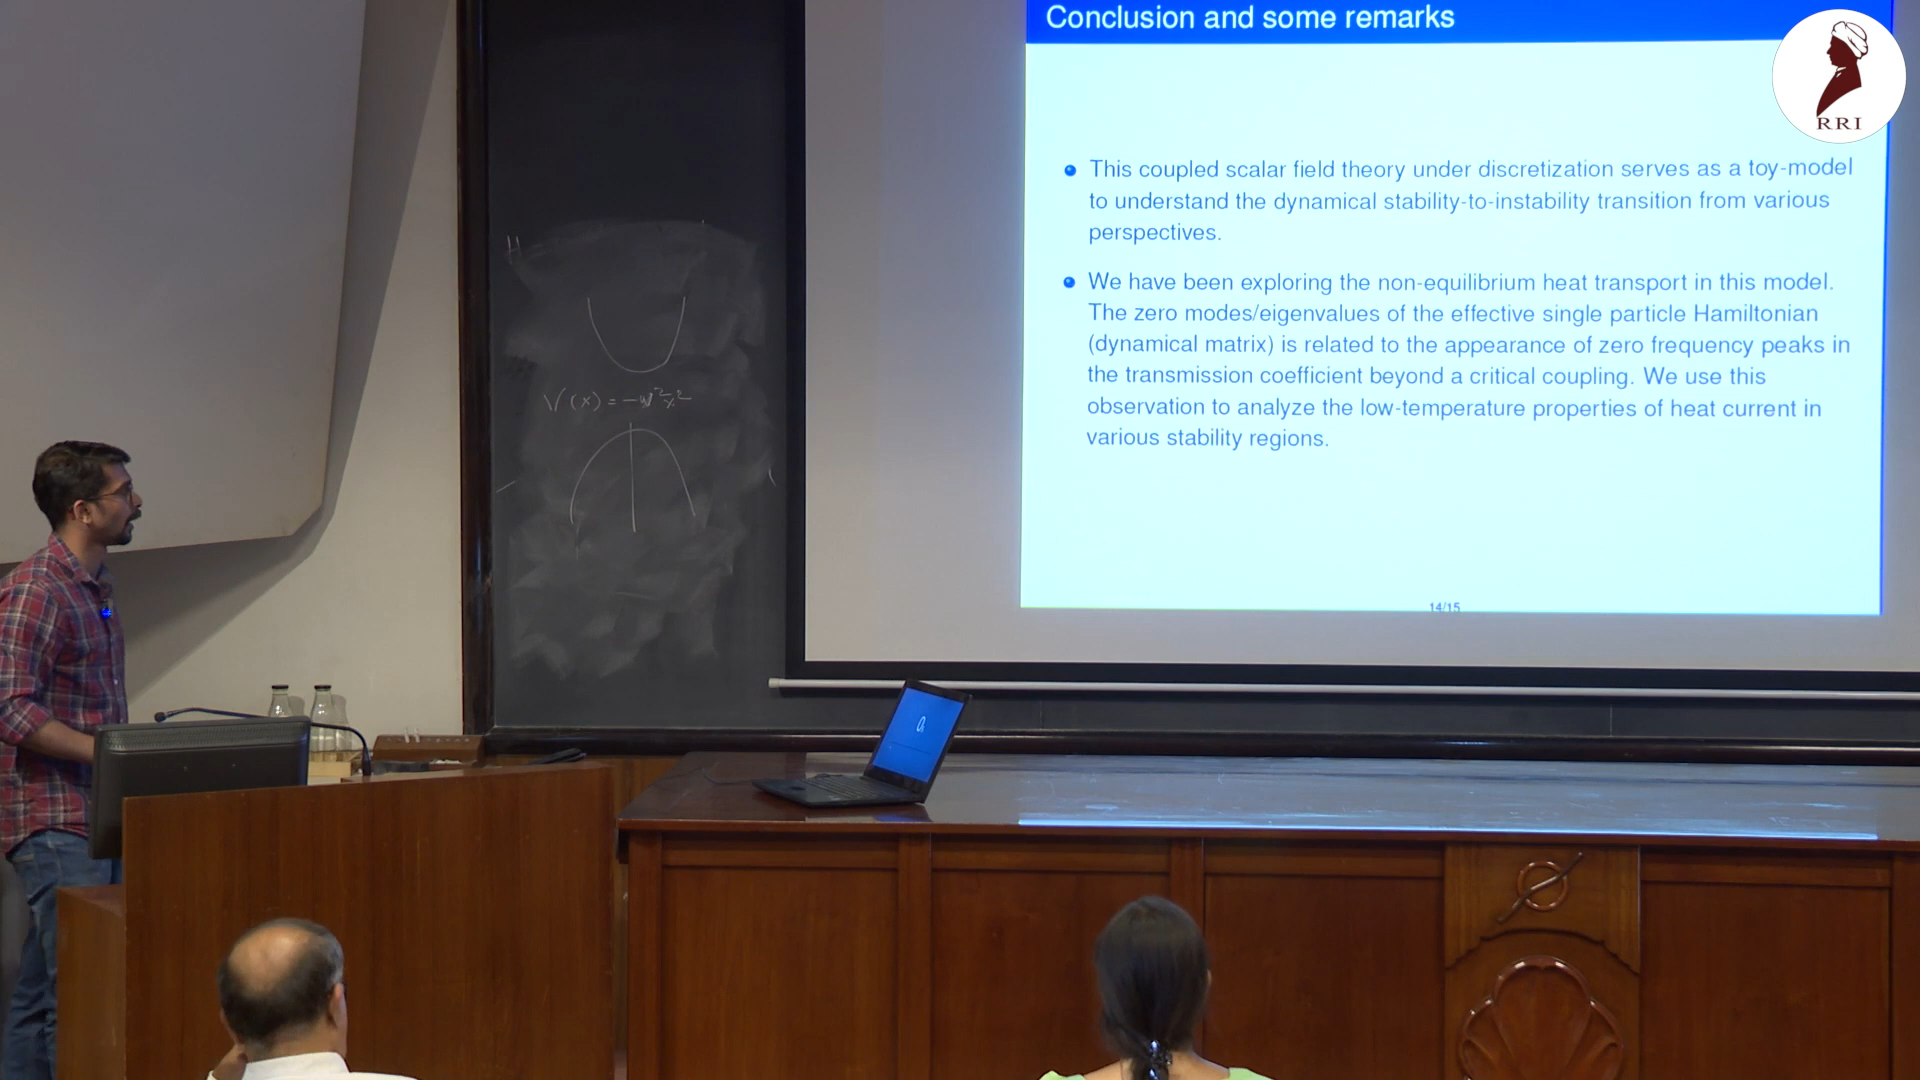 Conclusion and some remarks
RRI
This coupled scalar field theory under discretization serves as a toy-model
to understand the dynamical stability-to-instability transition from various
perspectives.
We have been exploring the non-equilibrium heat transport in this model.
The zero modes/eigenvalues of the effective single particle Hamiltonian
(dynamical matrix) is related to the appearance of zero frequency peaks in
the transmission coefficient beyond a critical coupling. We use this
observation to analyze the low-temperature properties of heat current in
various stability regions.
14/15
H
V(x) = -ω²x²